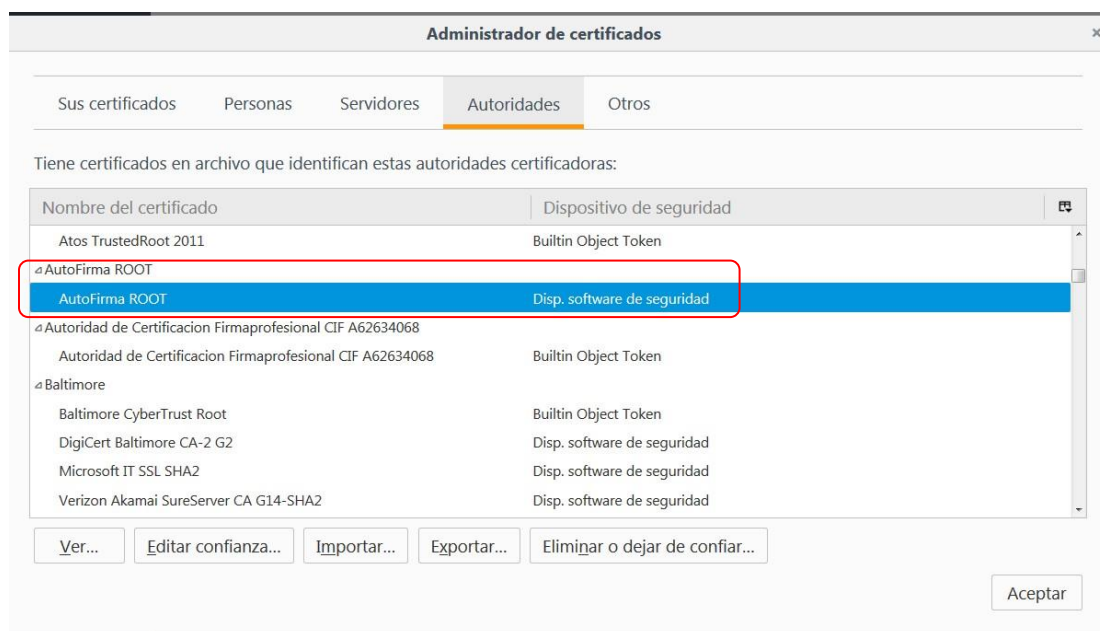 Administrador de certificados
Sus certificados Personas Servidores Autoridades Otros
Tiene certificados en archivo que identifican estas autoridades certificadoras:
Nombre del certificado Dispositivo de seguridad
Atos TrustedRoot 2011 Builtin Object Token
AutoFirma ROOT
AutoFirma ROOT Disp. software de seguridad
Autoridad de Certificacion Firmaprofesional CIF A62634068
Autoridad de Certificacion Firmaprofesional CIF A62634068 Builtin Object Token
Baltimore
Baltimore CyberTrust Root Builtin Object Token
DigiCert Baltimore CA-2 G2 Disp. software de seguridad
Microsoft IT SSL SHA2 Disp. software de seguridad
Verizon Akamai SureServer CA G14-SHA2 Disp. software de seguridad
Ver... Editar confianza... Importar... Exportar... Eliminar o dejar de confiar...
Aceptar